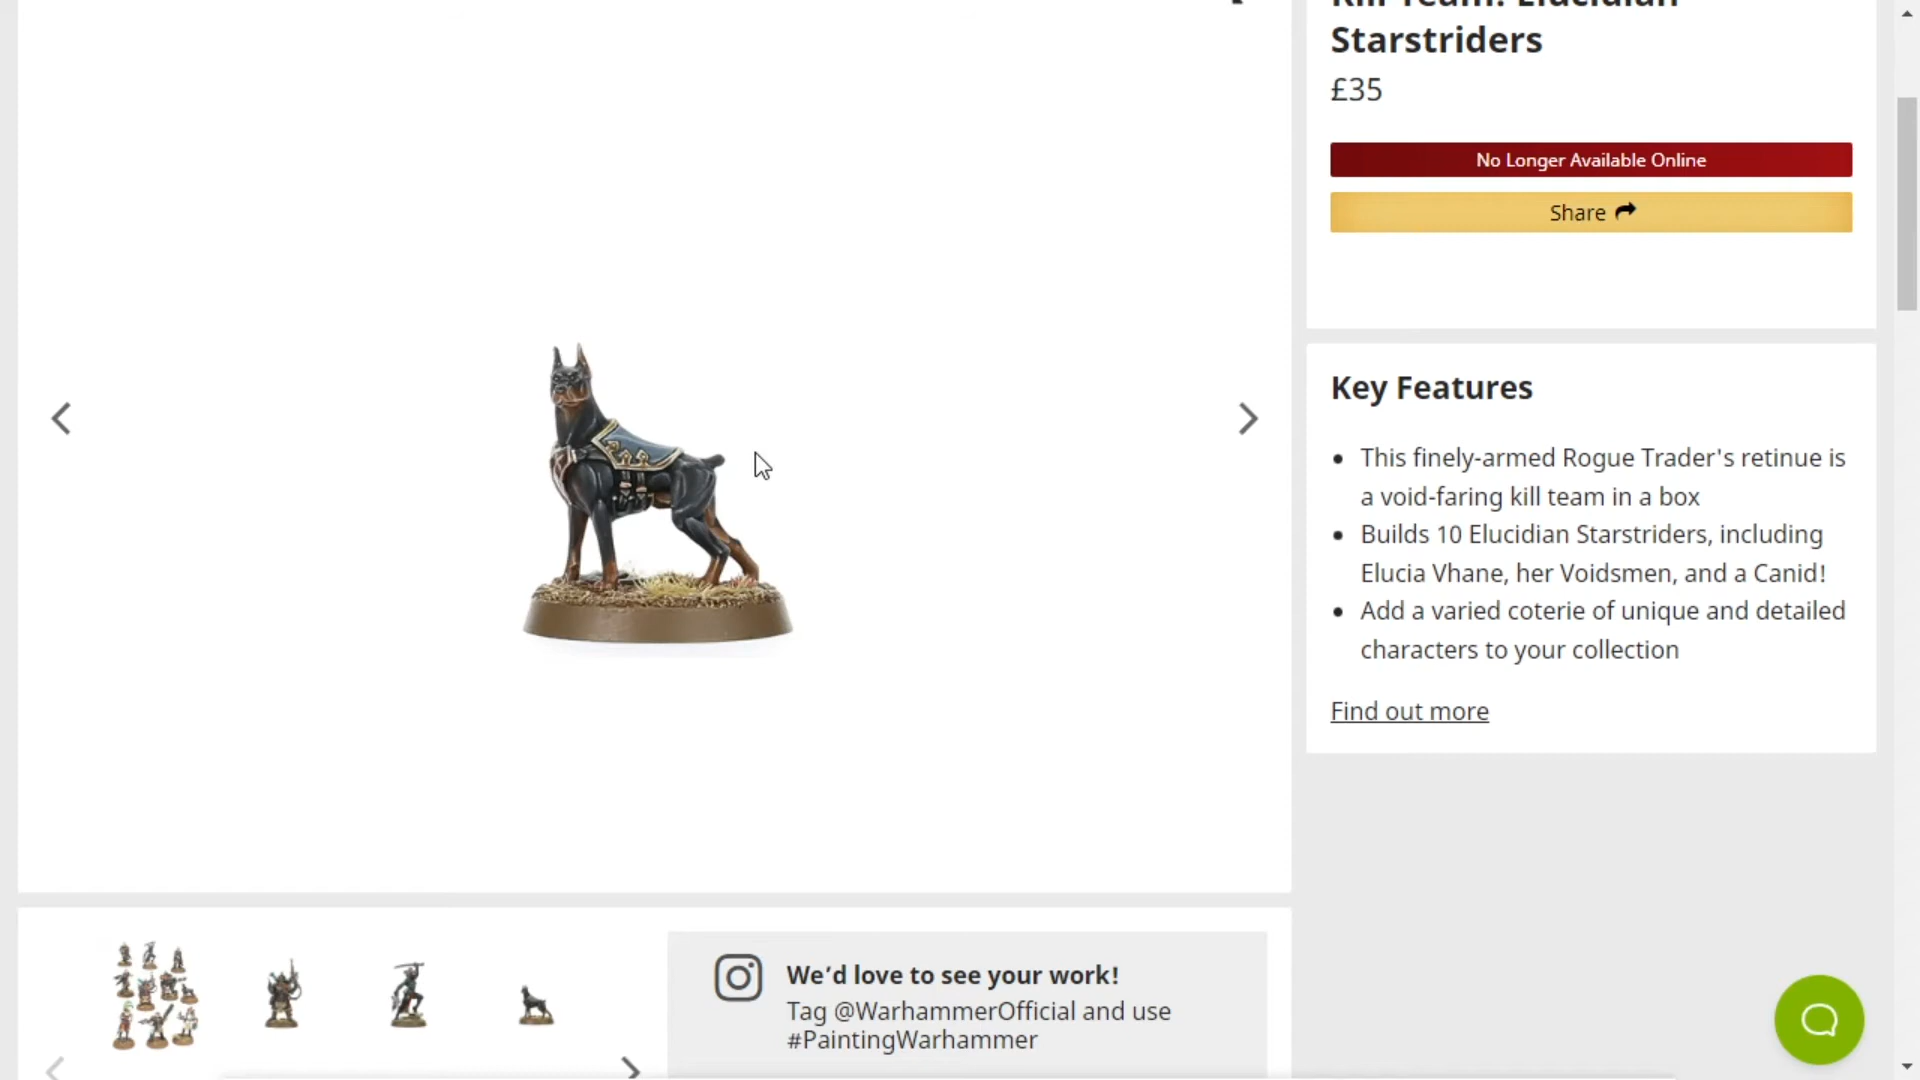 Kill Team: Elucidian
Starstriders
£35
No Longer Available Online
Share
Key Features
This finely-armed Rogue Trader's retinue is
a void-faring kill team in a box
Builds 10 Elucidian Starstriders, including
Elucia Vhane, her Voidsmen, and a Canid!
Add a varied coterie of unique and detailed
characters to your collection
Find out more
We’d love to see your work!
Tag @WarhammerOfficial and use
#PaintingWarhammer